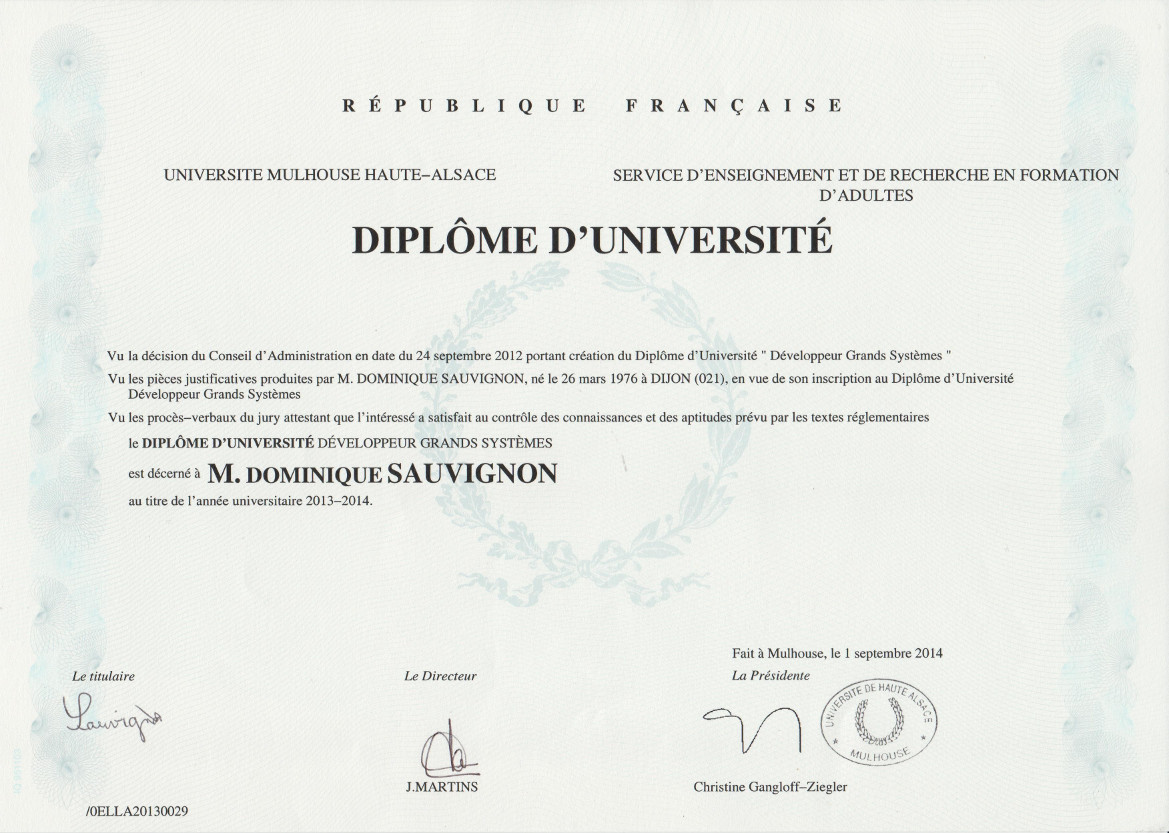 RÉPUBLIQUE FRANÇAISE
UNIVERSITE MULHOUSE HAUTE–ALSACE
SERVICE D'ENSEIGNEMENT ET DE RECHERCHE EN FORMATION
D'ADULTES
DIPLÔME D'UNIVERSITÉ
Vu la décision du Conseil d'Administration en date du 24 septembre 2012 portant création du Diplôme d'Université " Développeur Grands Systèmes "
Vu les pièces justificatives produites par M. DOMINIQUE SAUVIGNON, né le 26 mars 1976 à DIJON (021), en vue de son inscription au Diplôme d'Université
Développeur Grands Systèmes
Vu les procès–verbaux du jury attestant que l'intéressé a satisfait au contrôle des connaissances et des aptitudes prévu par les textes réglementaires
le DIPLÔME D'UNIVERSITÉ DÉVELOPPEUR GRANDS SYSTÈMES
est décerné à M. DOMINIQUE SAUVIGNON
au titre de l'année universitaire 2013–2014.
Fait à Mulhouse, le 1 septembre 2014
Le titulaire
Le Directeur
La Présidente
UNIVERSITE DE HAUTE ALSACE
* MULHOUSE *
J.MARTINS
Christine Gangloff–Ziegler
/0ELLA20130029